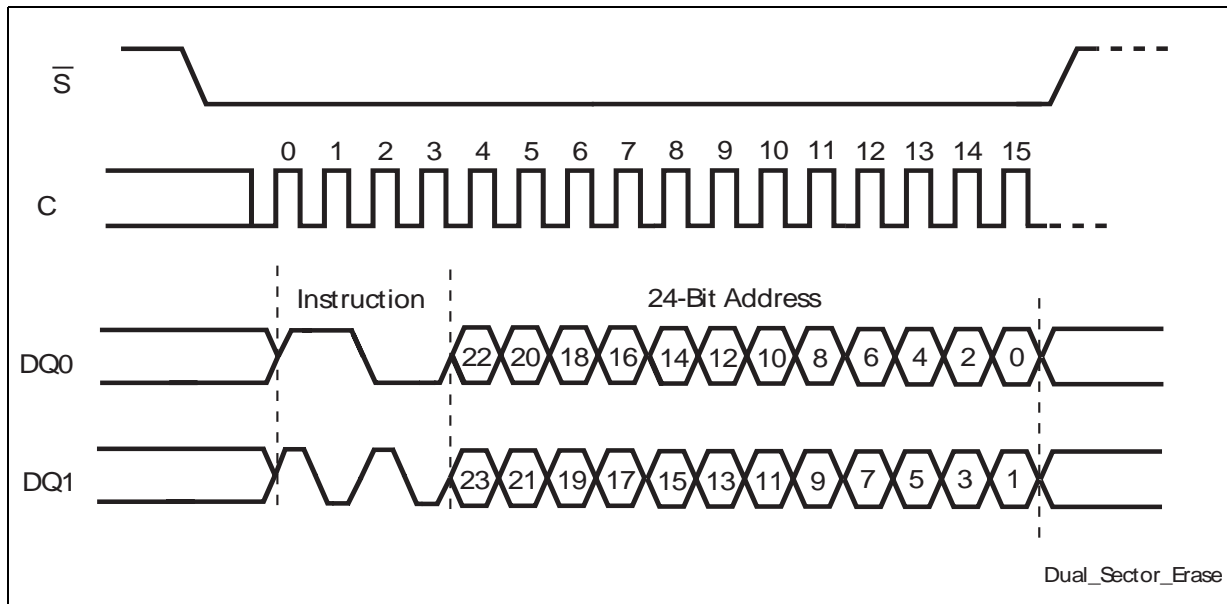 S
0 1 2 3 4 5 6 7 8 9 10 11 12 13 14 15
C
Instruction 24-Bit Address
DQ0 22 20 18 16 14 12 10 8 6 4 2 0
DQ1 23 21 19 17 15 13 11 9 7 5 3 1
Dual_Sector_Erase